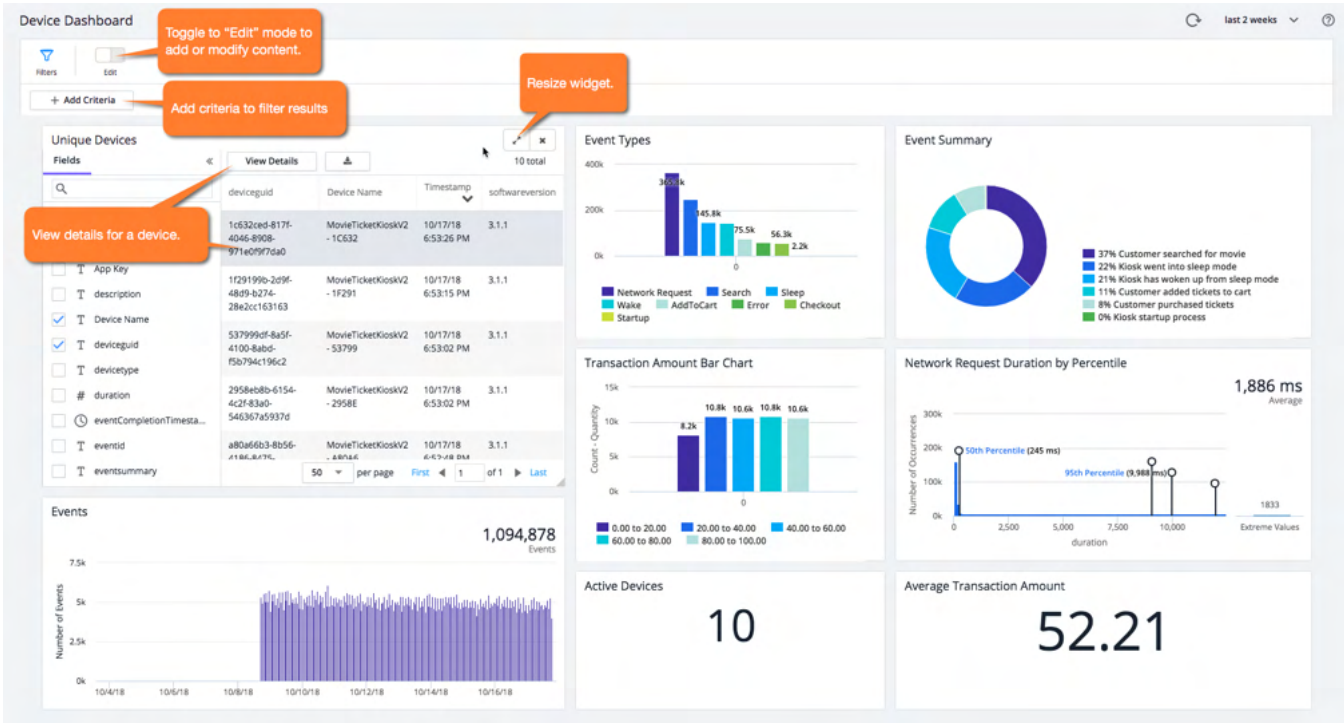 Device Dashboard
last 2 weeks
Toggle to “Edit” mode to
add or modify content.
Filters
Edit
+ Add Criteria
Add criteria to filter results
Resize widget.
Unique Devices
Fields
View Details
10 total
deviceguid
Device Name
Timestamp
softwareversion
View details for a device.
1c632ced-817f-
4046-8908-
971e0f9f7da0
MovieTicketKioskV2
- 1C632
10/17/18
6:53:26 PM
3.1.1
1f29199b-2d9f-
48d9-b274-
28e2cc163163
MovieTicketKioskV2
- 1F291
10/17/18
6:53:15 PM
3.1.1
537999df-8a5f-
4100-8abd-
f5b794c196c2
MovieTicketKioskV2
- 53799
10/17/18
6:53:02 PM
3.1.1
2958eb8b-6154-
4c2f-83a0-
546367a5937d
MovieTicketKioskV2
- 2958E
10/17/18
6:53:02 PM
3.1.1
a80a66b3-8b56-
4186-8475-
MovieTicketKioskV2
- A80A6
10/17/18
6:52:48 PM
3.1.1
T App Key
T description
T Device Name
T deviceguid
T devicetype
# duration
eventCompletionTimesta...
T eventid
T eventsummary
50 per page First 1 of 1 Last
Event Types
400k
200k
0k
145.8k
75.5k
56.3k
2.2k
0
Network Request Search Sleep
Wake AddToCart Error Checkout
Startup
Event Summary
37% Customer searched for movie
22% Kiosk went into sleep mode
21% Kiosk has woken up from sleep mode
11% Customer added tickets to cart
8% Customer purchased tickets
0% Kiosk startup process
Transaction Amount Bar Chart
Count - Quantity
15k
10k
5k
0k
8.2k
10.8k
10.6k
10.8k
10.6k
0
0.00 to 20.00 20.00 to 40.00 40.00 to 60.00
60.00 to 80.00 80.00 to 100.00
Network Request Duration by Percentile
1,886 ms
Average
Number of Occurrences
300k
200k
100k
0k
50th Percentile (245 ms)
95th Percentile (9,988 ms)
1833
0 2,500 5,000 7,500 10,000
Extreme Values
duration
Events
1,094,878
Events
Number of Events
7.5k
5k
2.5k
0k
10/4/18 10/6/18 10/8/18 10/10/18 10/12/18 10/14/18 10/16/18
Active Devices
10
Average Transaction Amount
52.21